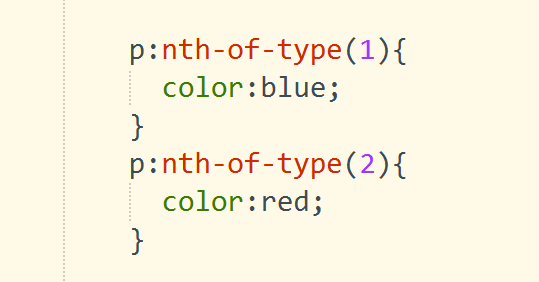 p:nth-of-type(1){
  color:blue;
}
p:nth-of-type(2){
  color:red;
}